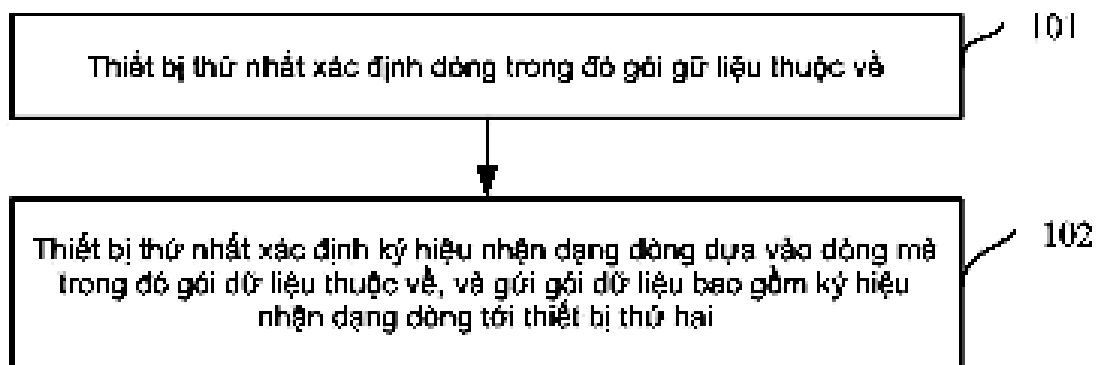 Thiết bị thứ nhất xác định dòng trong đó gói gữ liệu thuộc về
101
Thiết bị thứ nhất xác định ký hiệu nhận dạng dòng dựa vào dòng mà
trong đó gói dữ liệu thuộc về, và gửi gói dữ liệu bao gồm ký hiệu
nhận dạng dòng tới thiết bị thứ hai
102